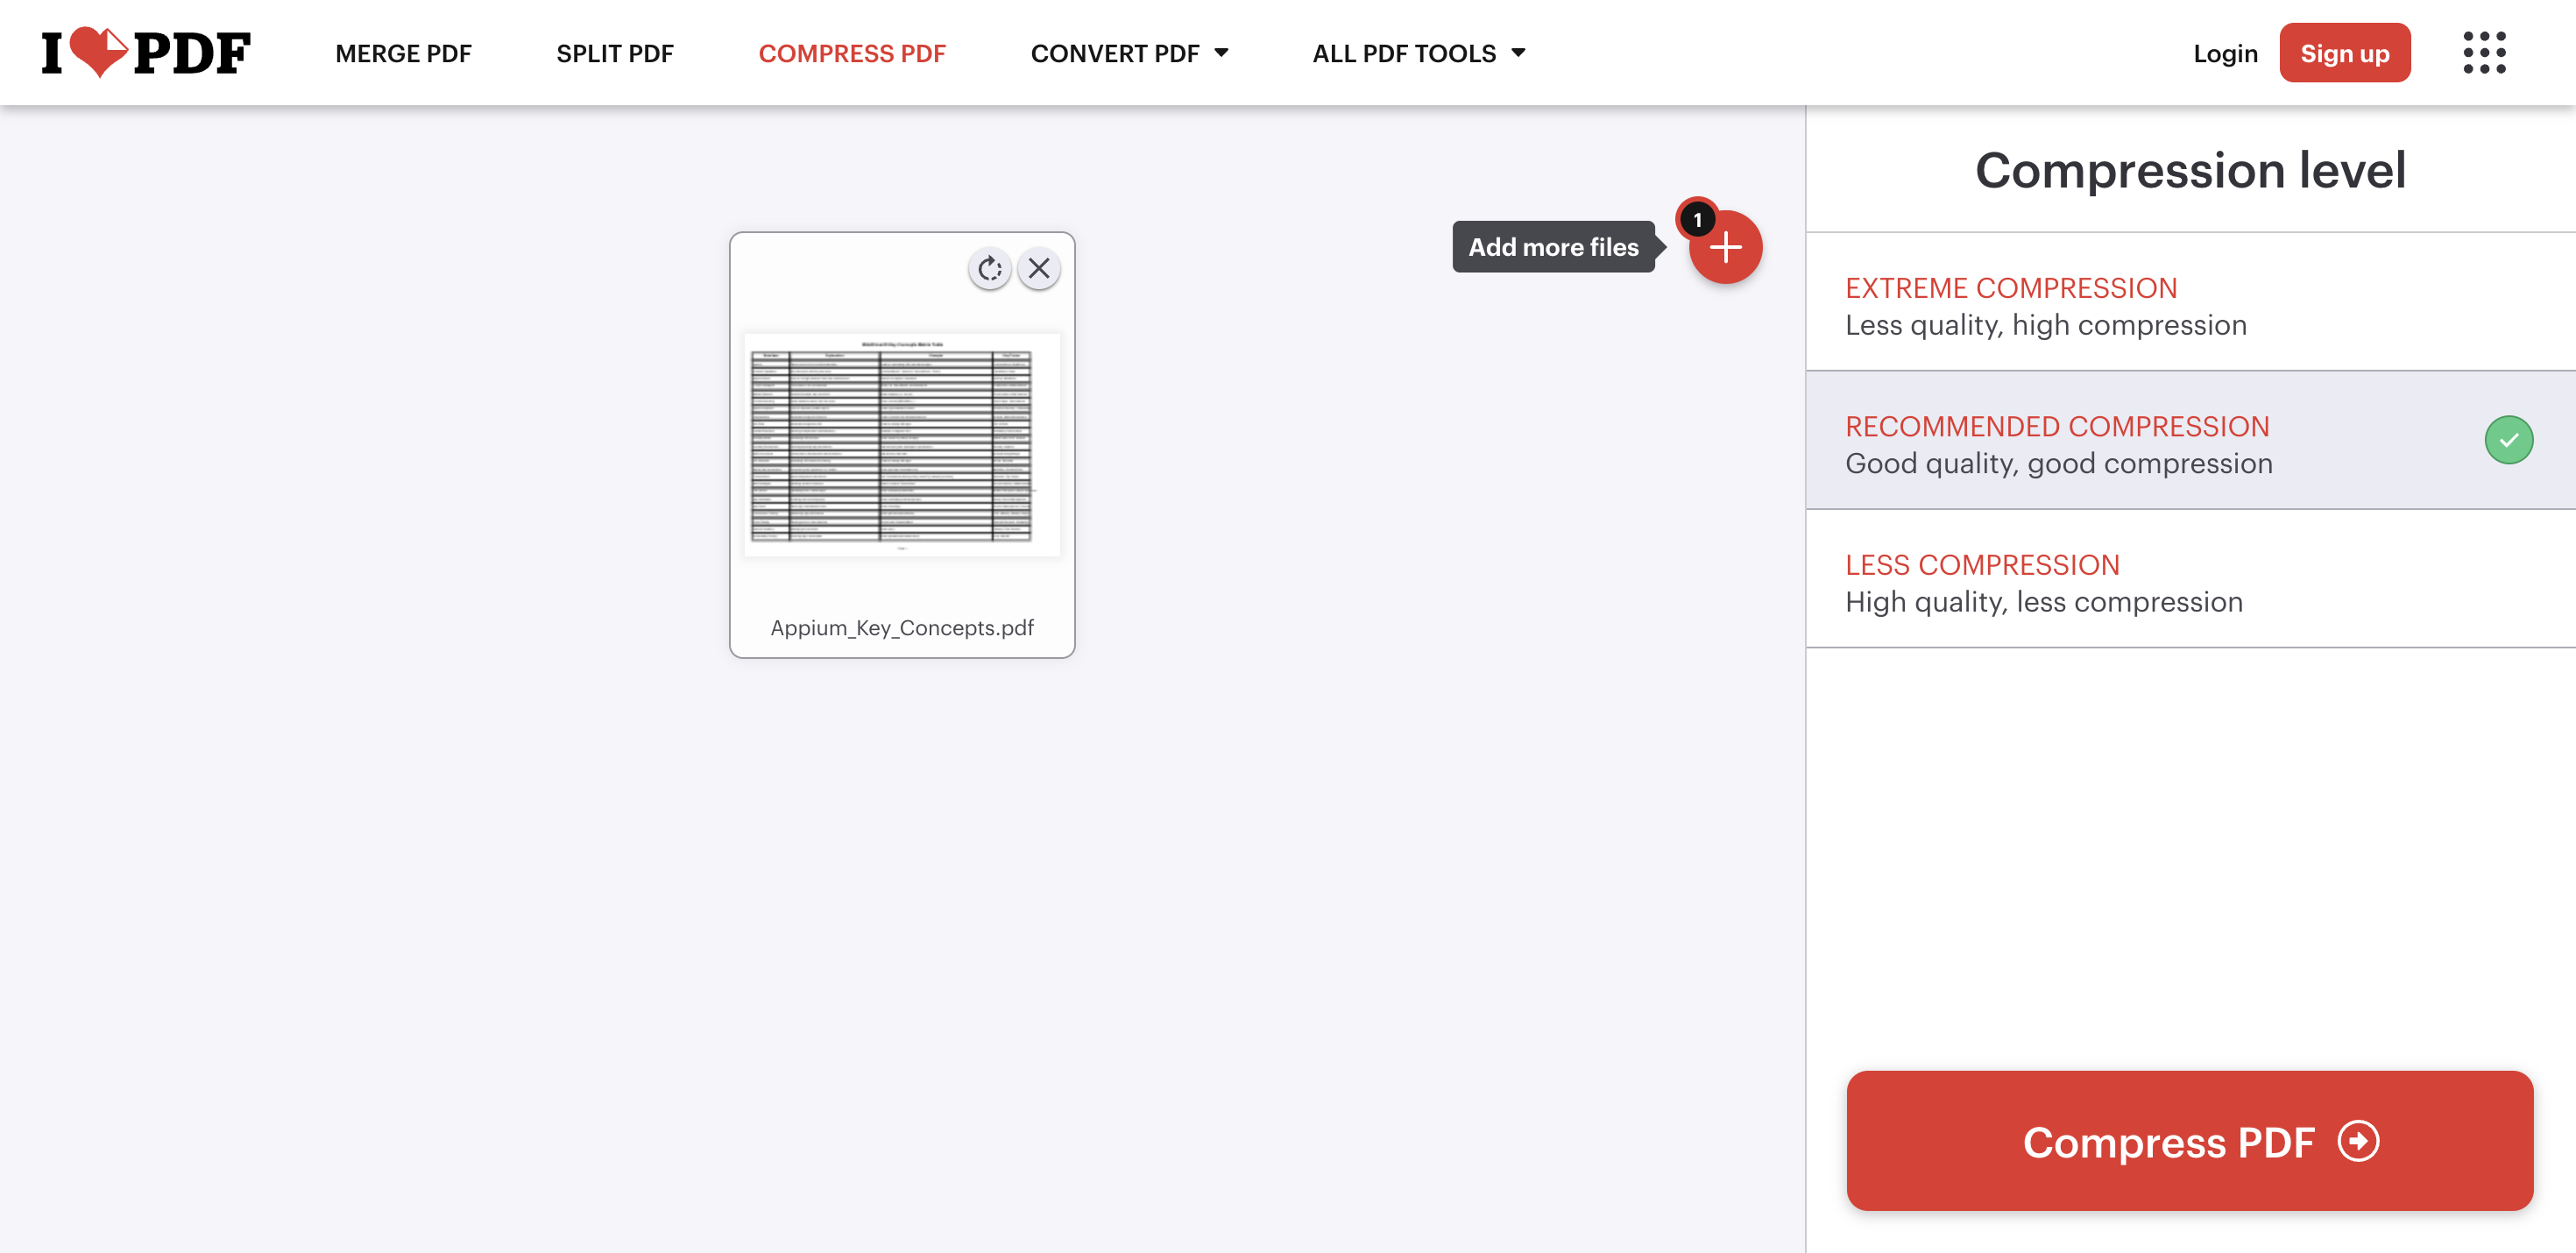 I PDF
MERGE PDF
SPLIT PDF
COMPRESS PDF
CONVERT PDF
ALL PDF TOOLS
Login
Sign up
Add more files
1
Appium_Key_Concepts.pdf
Compression level
EXTREME COMPRESSION
Less quality, high compression
RECOMMENDED COMPRESSION
Good quality, good compression
LESS COMPRESSION
High quality, less compression
Compress PDF